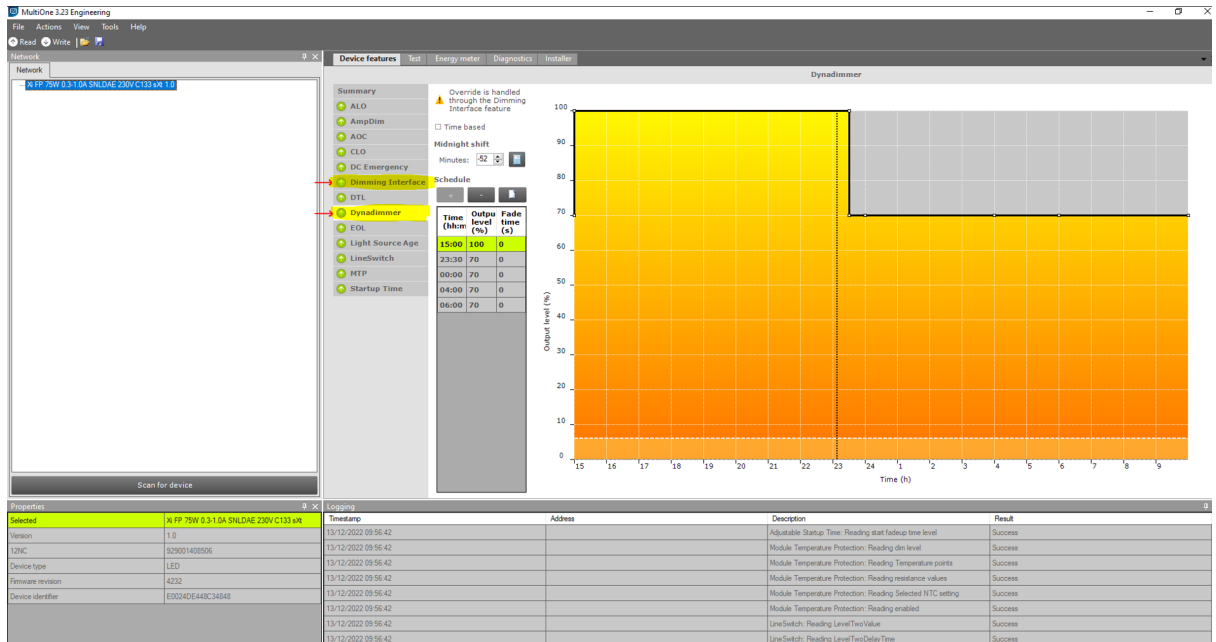 MultiOne 3.23 Engineering
File Actions View Tools Help
Read Write
Network
Network
Xi FP 75W 0.3-1.0A SNLDAE 230V C133 sXt 1.0
Scan for device
Device features Test Energy meter Diagnostics Installer
Dynadimmer
Summary
ALO
AmpDim
AOC
CLO
DC Emergency
Dimming Interface
DTL
Dynadimmer
EOL
Light Source Age
LineSwitch
MTP
Startup Time
Override is handled
through the Dimming
Interface feature
Time based
Midnight shift
Minutes: -52
Schedule
+ -
Time (hh:m Outpu level (%) Fade time (s)
15:00 100 0
23:30 70 0
00:00 70 0
04:00 70 0
06:00 70 0
Output level (%)
100
90
80
70
60
50
40
30
20
10
0
15 16 17 18 19 20 21 22 23 24 1 2 3 4 5 6 7 8 9
Time (h)
Properties
Selected Xi FP 75W 0.3-1.0A SNLDAE 230V C133 sXt
Version 1.0
12NC 929001408506
Device type LED
Firmware revision 4232
Device identifier E0024DE448C34848
Logging
Timestamp Address Description Result
13/12/2022 09:56:42 Adjustable Startup Time: Reading start fadeup time level Success
13/12/2022 09:56:42 Module Temperature Protection: Reading dim level Success
13/12/2022 09:56:42 Module Temperature Protection: Reading Temperature points Success
13/12/2022 09:56:42 Module Temperature Protection: Reading resistance values Success
13/12/2022 09:56:42 Module Temperature Protection: Reading Selected NTC setting Success
13/12/2022 09:56:42 Module Temperature Protection: Reading enabled Success
13/12/2022 09:56:42 LineSwitch: Reading LevelTwoValue Success
13/12/2022 09:56:42 LineSwitch: Reading LevelTwoDelayTime Success